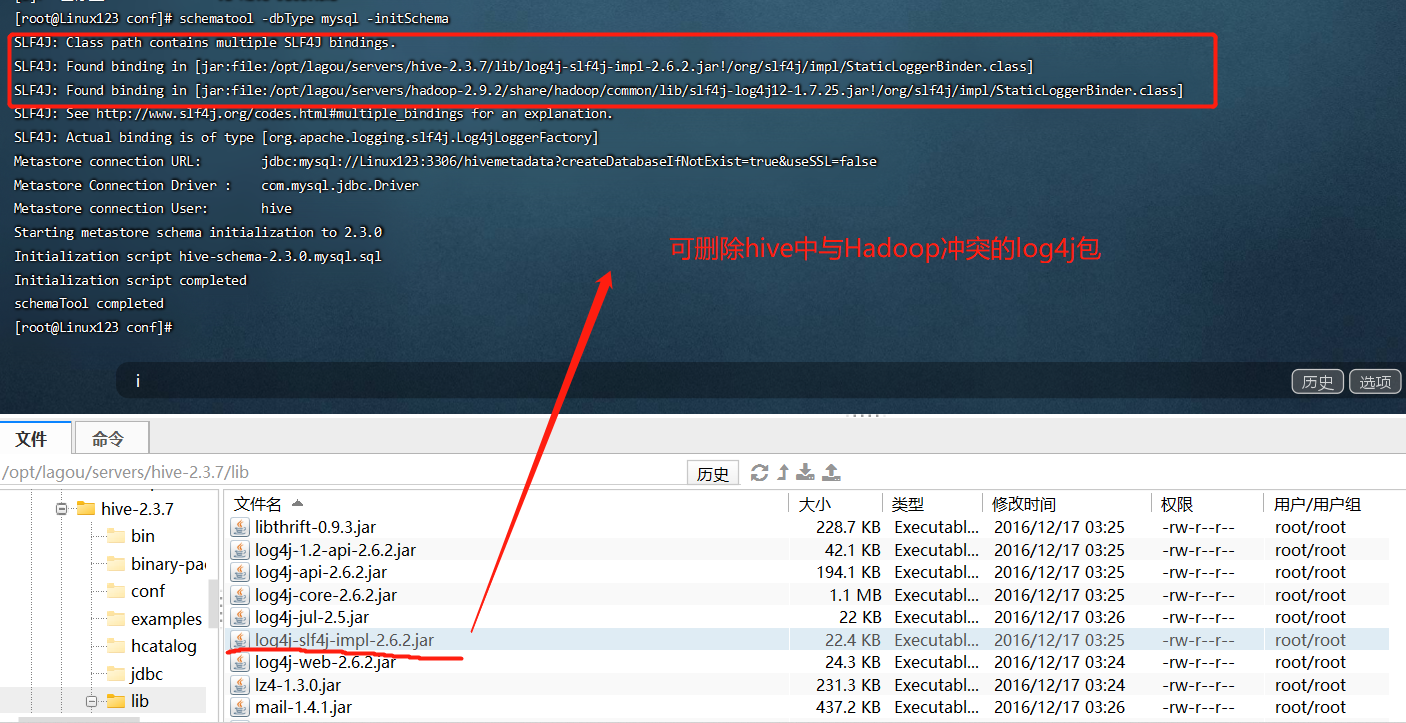 [root@Linux123 conf]# schematool -dbType mysql -initSchema
SLF4J: Class path contains multiple SLF4J bindings.
SLF4J: Found binding in [jar:file:/opt/lagou/servers/hive-2.3.7/lib/log4j-slf4j-impl-2.6.2.jar!/org/slf4j/impl/StaticLoggerBinder.class]
SLF4J: Found binding in [jar:file:/opt/lagou/servers/hadoop-2.9.2/share/hadoop/common/lib/slf4j-log4j12-1.7.25.jar!/org/slf4j/impl/StaticLoggerBinder.class]
SLF4J: See http://www.slf4j.org/codes.html#multiple_bindings for an explanation.
SLF4J: Actual binding is of type [org.apache.logging.slf4j.Log4jLoggerFactory]
Metastore connection URL: jdbc:mysql://Linux123:3306/hivemetadata?createDatabaseIfNotExist=true&useSSL=false
Metastore Connection Driver : com.mysql.jdbc.Driver
Metastore connection User: hive
Starting metastore schema initialization to 2.3.0
Initialization script hive-schema-2.3.0.mysql.sql
Initialization script completed
schemaTool completed
[root@Linux123 conf]#
可删除hive中与Hadoop冲突的log4j包
i
历史 选项
文件 命令
/opt/lagou/servers/hive-2.3.7/lib 历史
hive-2.3.7
bin
binary-pa
conf
examples
hcatalog
jdbc
lib
文件名 大小 类型 修改时间 权限 用户/用户组
libthrift-0.9.3.jar 228.7 KB Executabl... 2016/12/17 03:25 -rw-r--r-- root/root
log4j-1.2-api-2.6.2.jar 42.1 KB Executabl... 2016/12/17 03:25 -rw-r--r-- root/root
log4j-api-2.6.2.jar 194.1 KB Executabl... 2016/12/17 03:25 -rw-r--r-- root/root
log4j-core-2.6.2.jar 1.1 MB Executabl... 2016/12/17 03:25 -rw-r--r-- root/root
log4j-jul-2.5.jar 22 KB Executabl... 2016/12/17 03:26 -rw-r--r-- root/root
log4j-slf4j-impl-2.6.2.jar 22.4 KB Executabl... 2016/12/17 03:25 -rw-r--r-- root/root
log4j-web-2.6.2.jar 24.3 KB Executabl... 2016/12/17 03:24 -rw-r--r-- root/root
lz4-1.3.0.jar 231.3 KB Executabl... 2016/12/17 03:24 -rw-r--r-- root/root
mail-1.4.1.jar 437.2 KB Executabl... 2016/12/17 03:26 -rw-r--r-- root/root